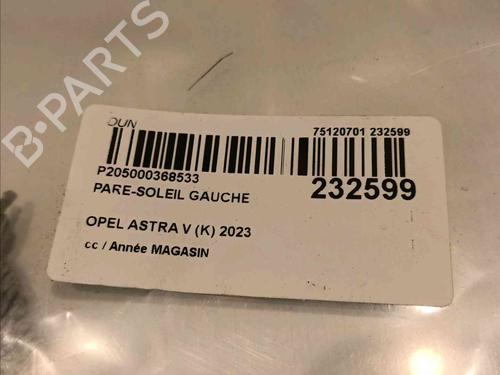 B-PARTS
DUN
75120701 232599
P205000368533
232599
PARE-SOLEIL GAUCHE
OPEL ASTRA V (K) 2023
cc / Année MAGASIN